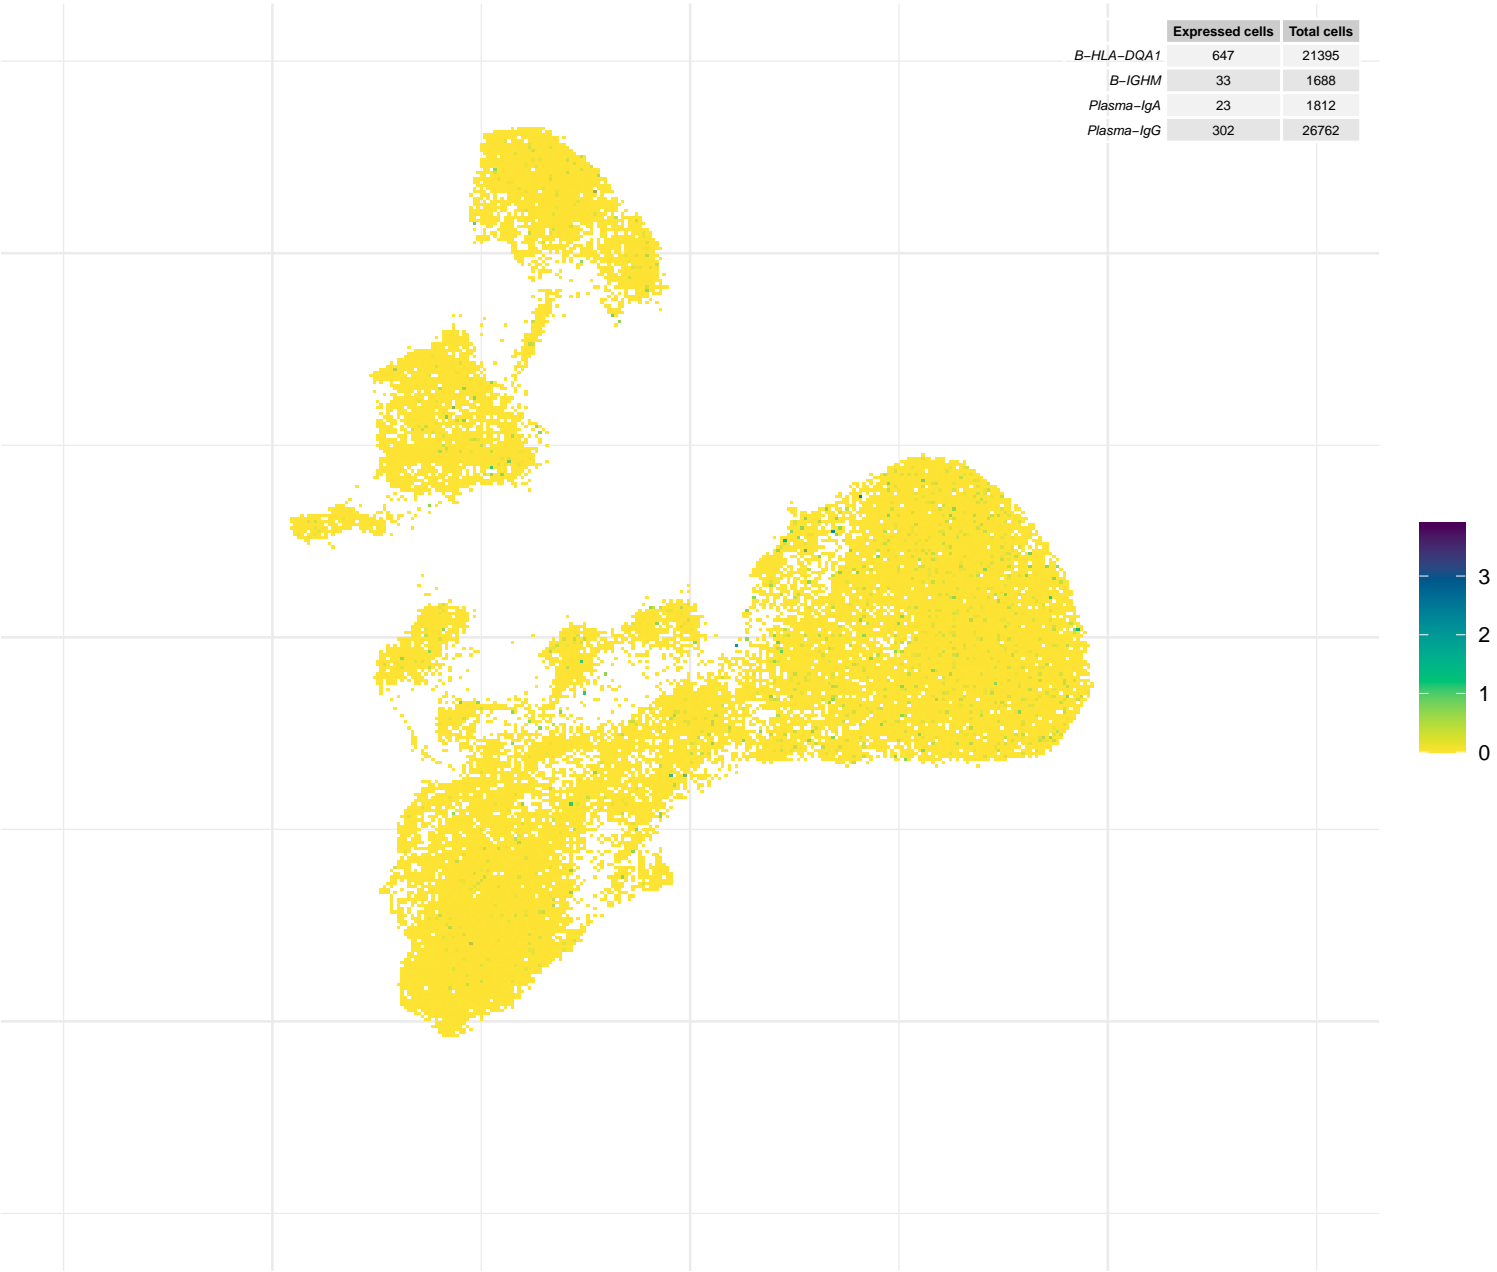 Expressed cells Total cells
B−HLA−DQA1 647 21395
B−IGHM 33 1688
Plasma−IgA 23 1812
Plasma−IgG 302 26762
3
2
1
0